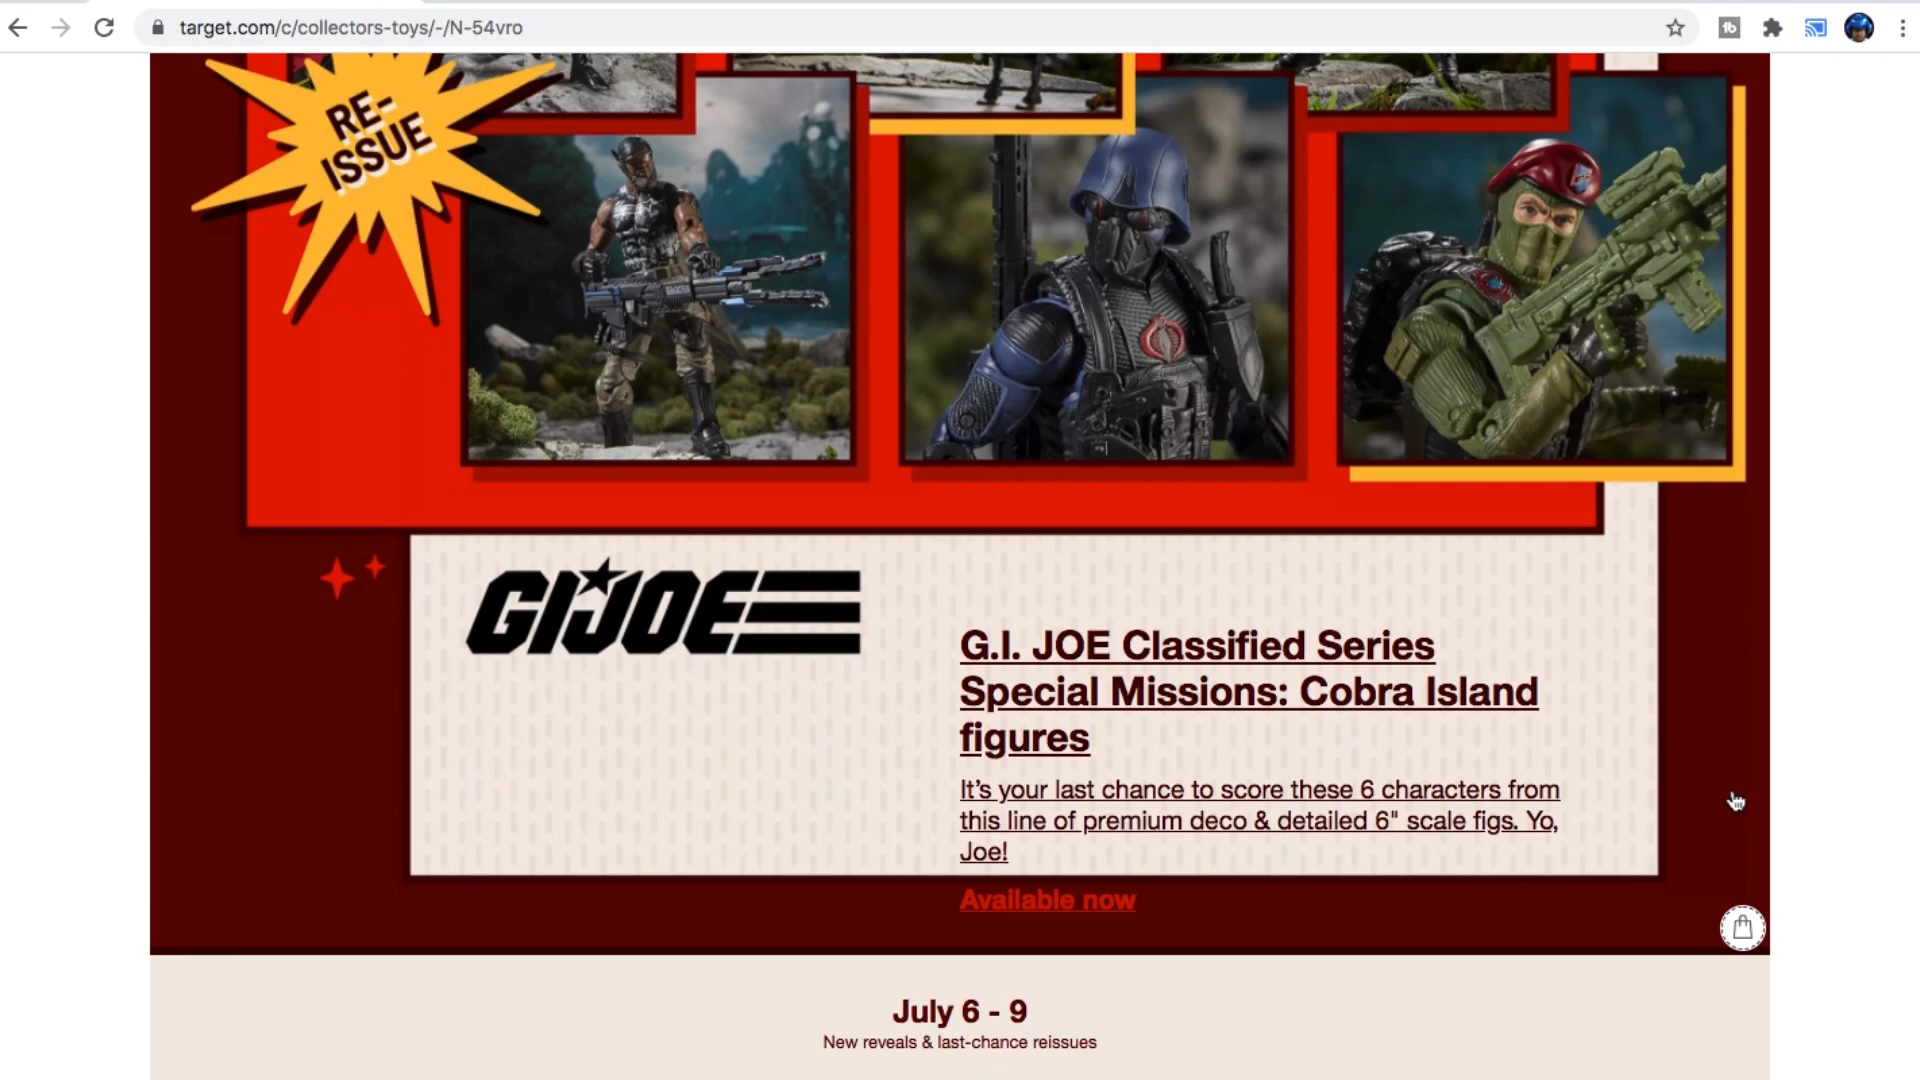 target.com/c/collectors-toys/-/N-54vro
RE-
ISSUE
GIJOE
G.I. JOE Classified Series
Special Missions: Cobra Island
figures
It’s your last chance to score these 6 characters from
this line of premium deco & detailed 6" scale figs. Yo,
Joe!
Available now
July 6 - 9
New reveals & last-chance reissues